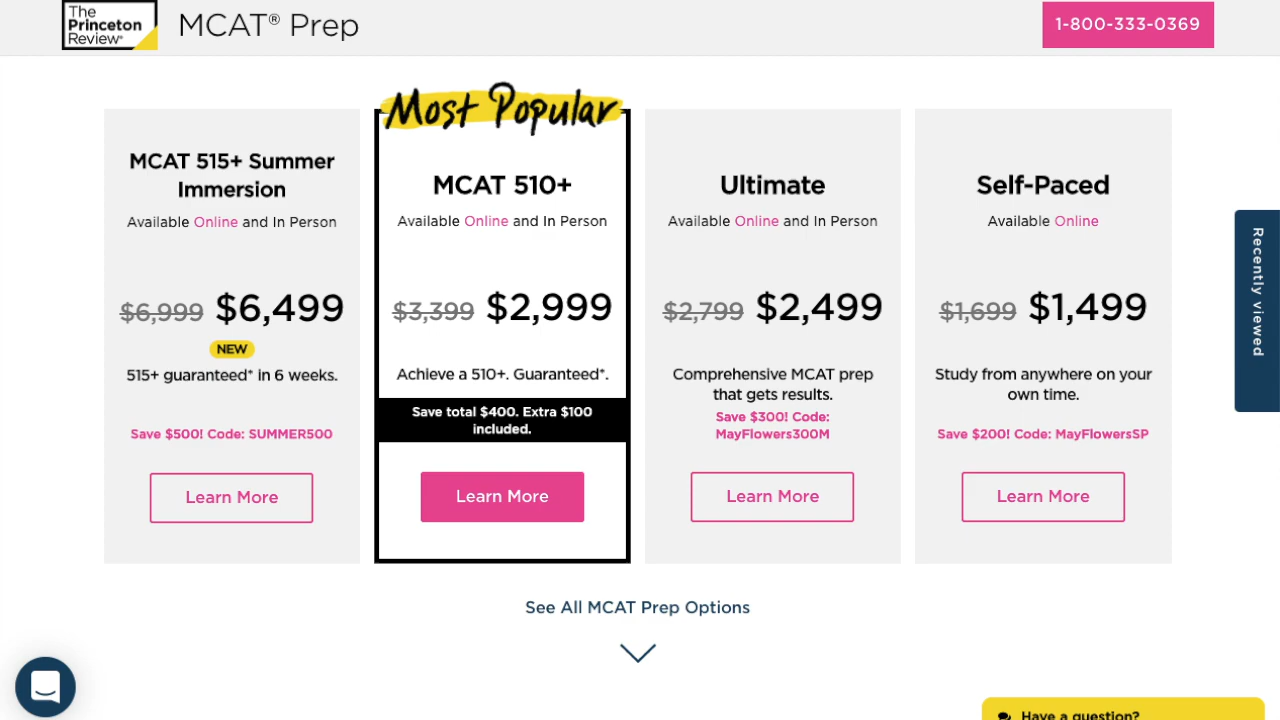 The
Princeton
Review®
MCAT® Prep
1-800-333-0369
Most Popular
MCAT 515+ Summer
Immersion
Available Online and In Person
$6,999 $6,499
NEW
515+ guaranteed* in 6 weeks.
Save $500! Code: SUMMER500
Learn More
MCAT 510+
Available Online and In Person
$3,399 $2,999
Achieve a 510+. Guaranteed*.
Save total $400. Extra $100
included.
Learn More
Ultimate
Available Online and In Person
$2,799 $2,499
Comprehensive MCAT prep
that gets results.
Save $300! Code:
MayFlowers300M
Learn More
Self-Paced
Available Online
$1,699 $1,499
Study from anywhere on your
own time.
Save $200! Code: MayFlowersSP
Learn More
Recently viewed
See All MCAT Prep Options
Have a question?